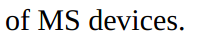 of MS devices.